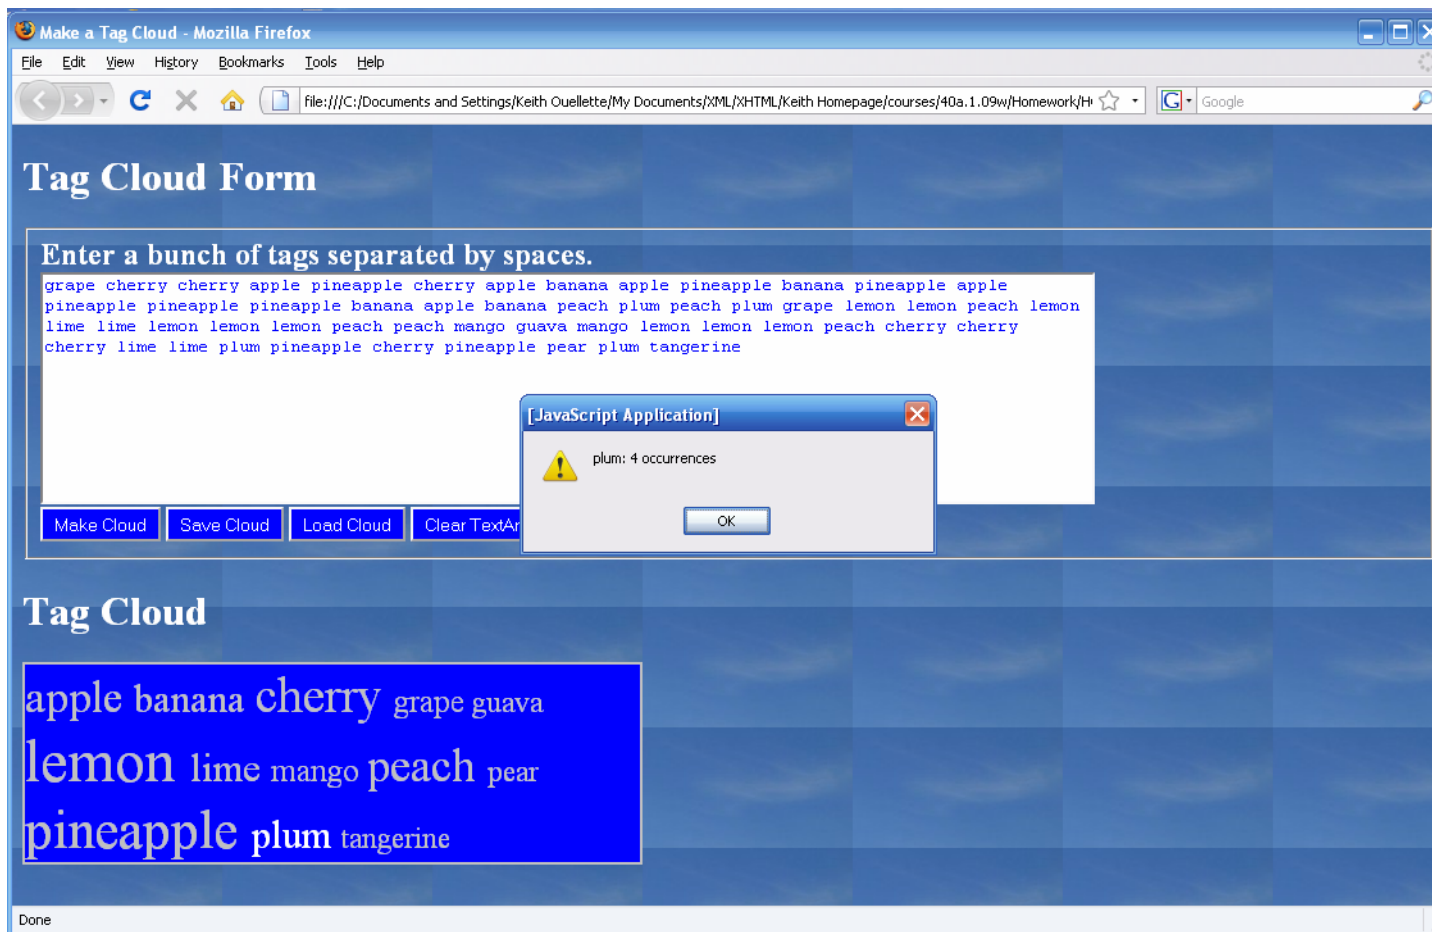 Make a Tag Cloud - Mozilla Firefox
File Edit View History Bookmarks Tools Help
file:///C:/Documents and Settings/Keith Ouellette/My Documents/XML/XHTML/Keith Homepage/courses/40a.1.09w/Homework/H
G Google
Tag Cloud Form
Enter a bunch of tags separated by spaces.
grape cherry cherry apple pineapple cherry apple banana apple pineapple banana pineapple apple
pineapple pineapple pineapple banana apple banana peach plum peach plum grape lemon lemon peach lemon
lime lime lemon lemon lemon peach peach mango guava mango lemon lemon lemon peach cherry cherry
cherry lime lime plum pineapple cherry pineapple pear plum tangerine
[JavaScript Application]
plum: 4 occurrences
OK
Make Cloud Save Cloud Load Cloud Clear TextAr
Tag Cloud
apple banana cherry grape guava
lemon lime mango peach pear
pineapple plum tangerine
Done